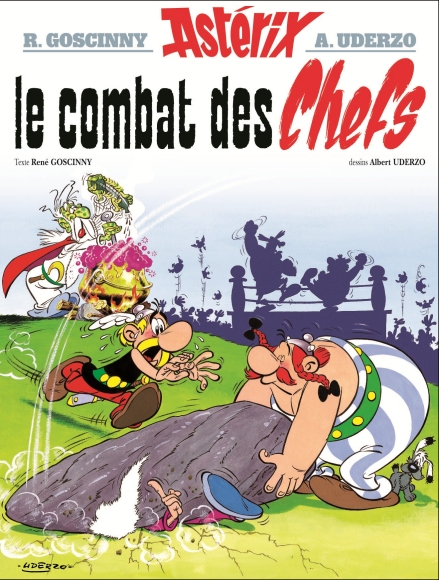 R. GOSCINNY Astérix A. UDERZO
le combat des Chefs
Texte René GOSCINNY dessins Albert UDERZO
UDERZO